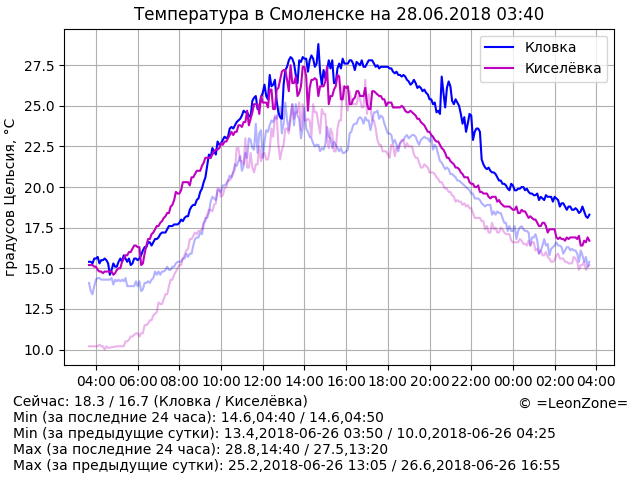 Температура в Смоленске на 28.06.2018 03:40
Кловка
Киселёвка
градусов Цельсия, °C
27.5
25.0
22.5
20.0
17.5
15.0
12.5
10.0
04:00 06:00 08:00 10:00 12:00 14:00 16:00 18:00 20:00 22:00 00:00 02:00 04:00
Сейчас: 18.3 / 16.7 (Кловка / Киселёвка)
© =LeonZone=
Min (за последние 24 часа): 14.6,04:40 / 14.6,04:50
Min (за предыдущие сутки): 13.4,2018-06-26 03:50 / 10.0,2018-06-26 04:25
Max (за последние 24 часа): 28.8,14:40 / 27.5,13:20
Max (за предыдущие сутки): 25.2,2018-06-26 13:05 / 26.6,2018-06-26 16:55